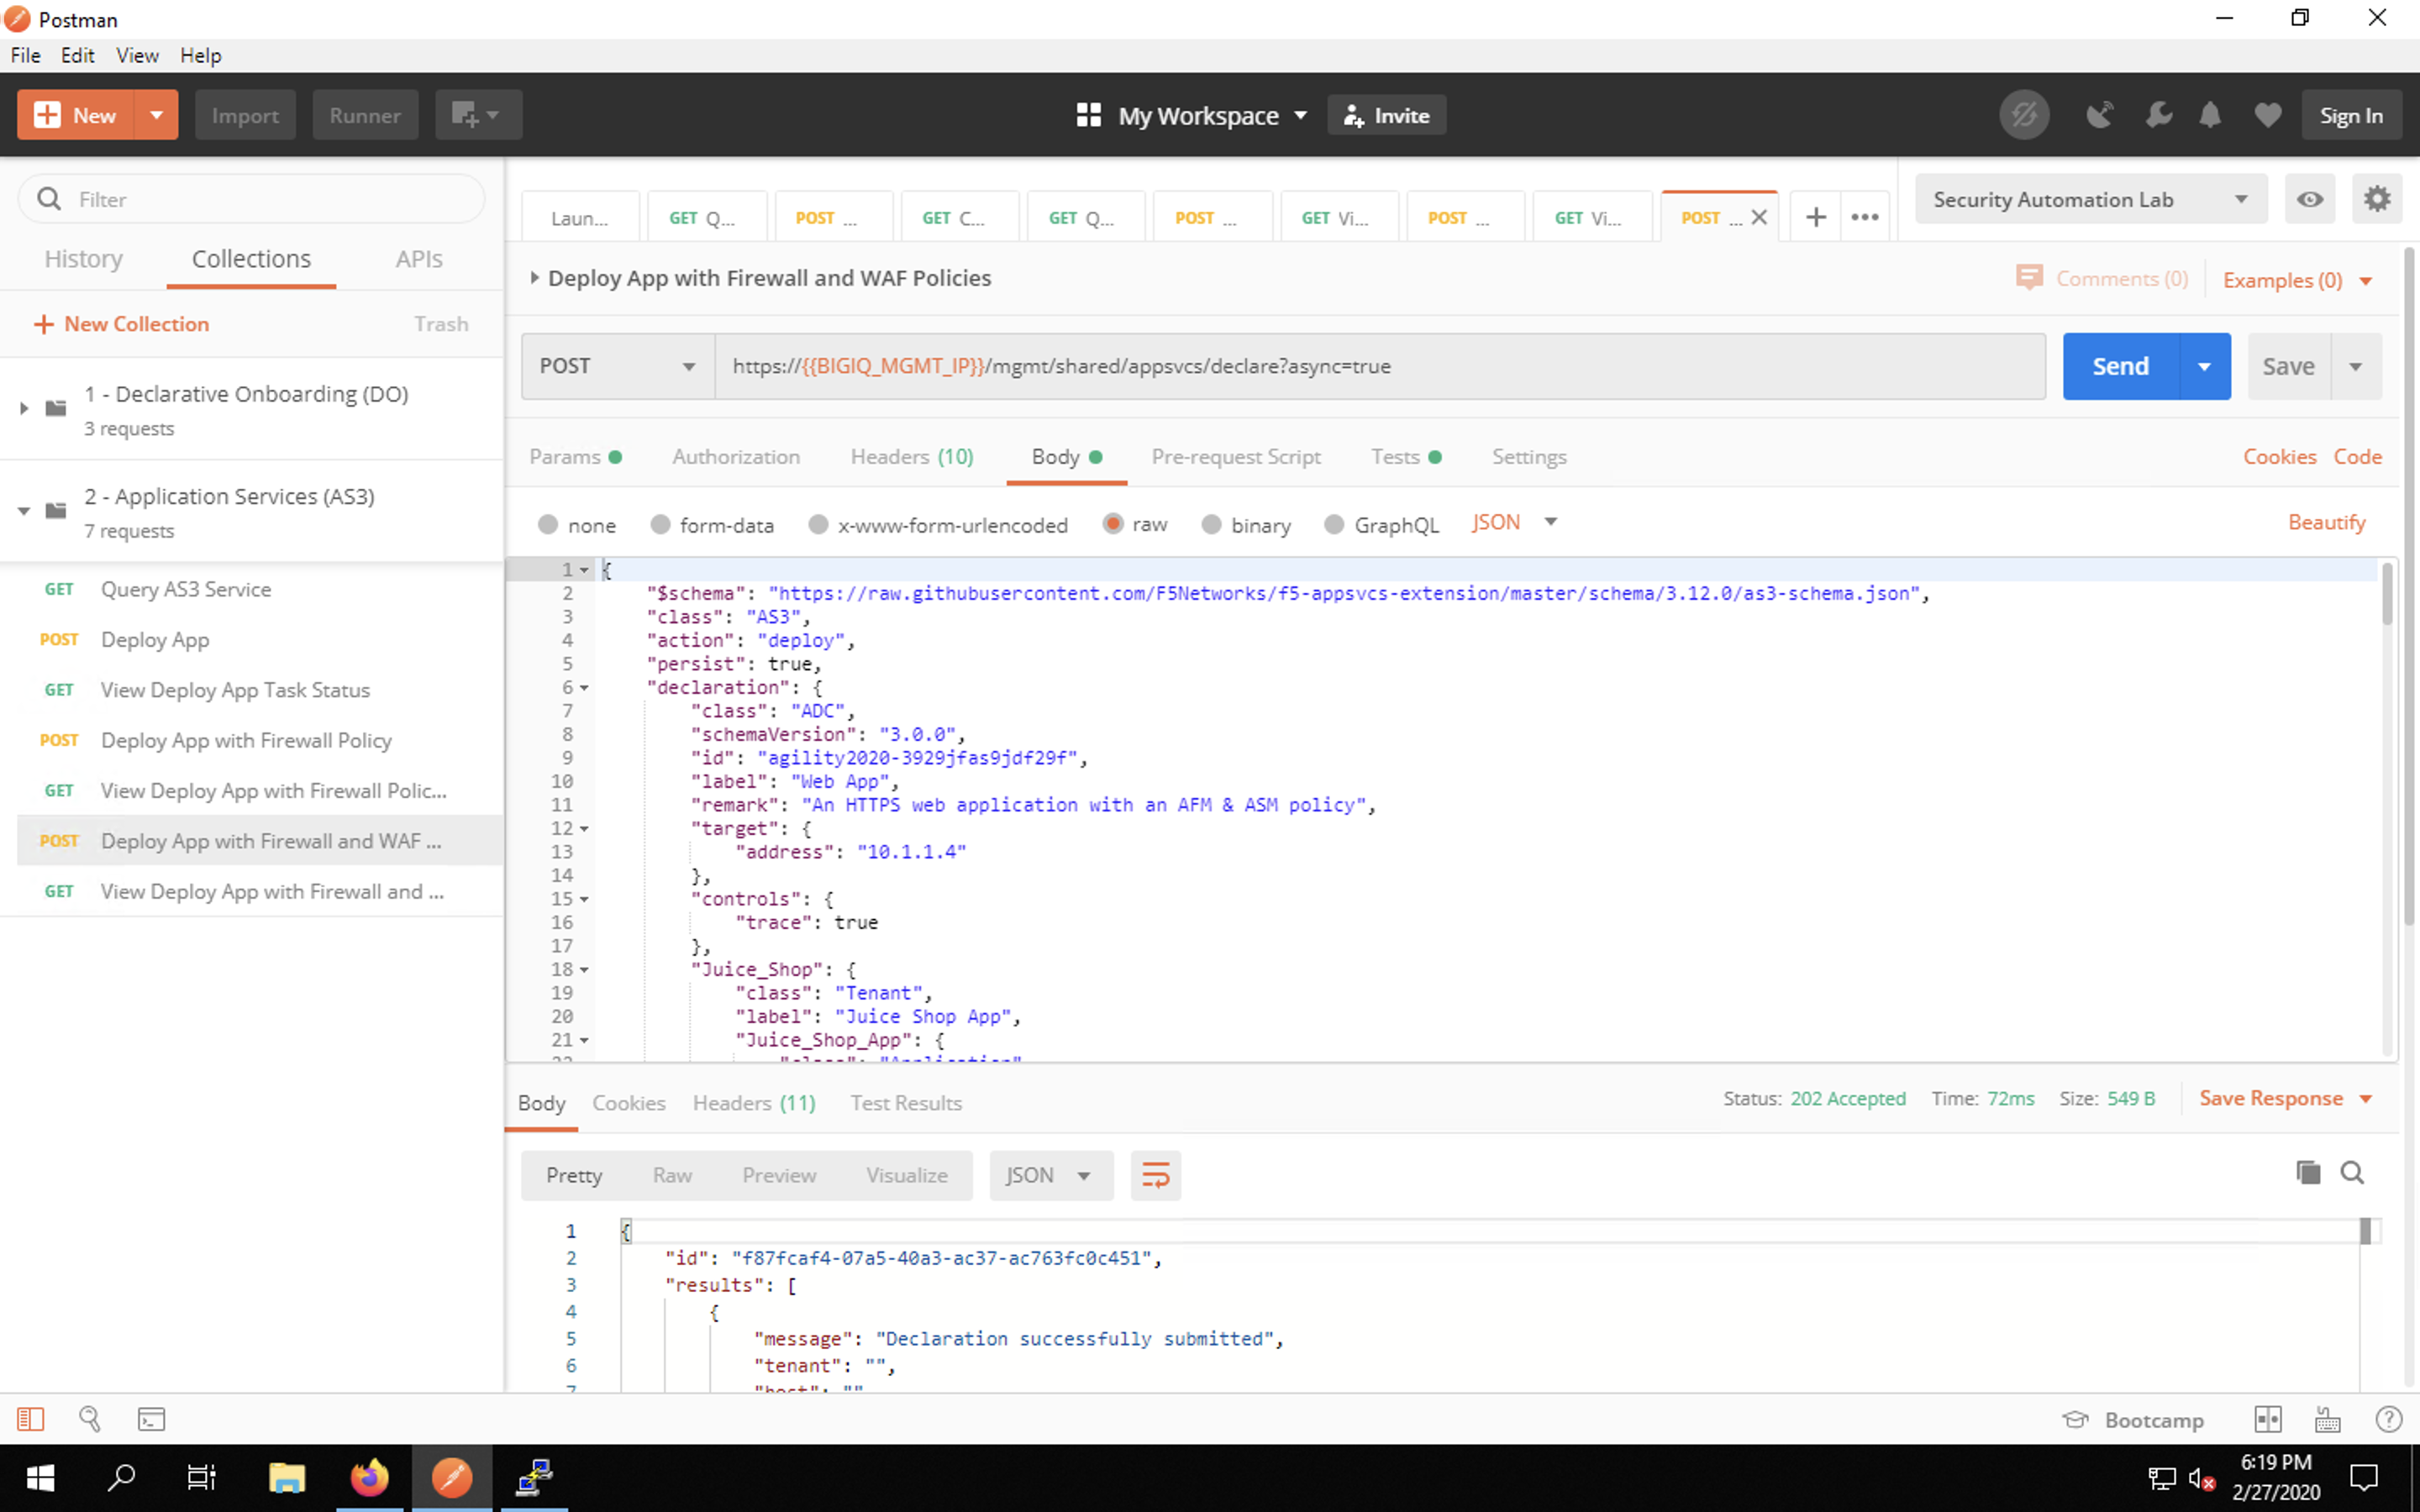 Postman
File Edit View Help
New Import Runner My Workspace Invite Sign In
Filter
History Collections APIs
New Collection Trash
1 - Declarative Onboarding (DO)
3 requests
2 - Application Services (AS3)
7 requests
GET Query AS3 Service
POST Deploy App
GET View Deploy App Task Status
POST Deploy App with Firewall Policy
GET View Deploy App with Firewall Polic...
POST Deploy App with Firewall and WAF ...
GET View Deploy App with Firewall and ...
Laun... GET Q... POST ... GET C... GET Q... POST ... GET Vi... POST ... GET Vi... POST ... Security Automation Lab
Deploy App with Firewall and WAF Policies Comments (0) Examples (0)
POST https://{{BIGIQ_MGMT_IP}}/mgmt/shared/appsvcs/declare?async=true Send Save
Params Authorization Headers (10) Body Pre-request Script Tests Settings Cookies Code
none form-data x-www-form-urlencoded raw binary GraphQL JSON Beautify
1 {
2 "$schema": "https://raw.githubusercontent.com/F5Networks/f5-appsvcs-extension/master/schema/3.12.0/as3-schema.json",
3 "class": "AS3",
4 "action": "deploy",
5 "persist": true,
6 "declaration": {
7 "class": "ADC",
8 "schemaVersion": "3.0.0",
9 "id": "agility2020-3929jfas9jdf29f",
10 "label": "Web App",
11 "remark": "An HTTPS web application with an AFM & ASM policy",
12 "target": {
13 "address": "10.1.1.4"
14 },
15 "controls": {
16 "trace": true
17 },
18 "Juice_Shop": {
19 "class": "Tenant",
20 "label": "Juice Shop App",
21 "Juice_Shop_App": {
22 "class": "Application"
Body Cookies Headers (11) Test Results Status: 202 Accepted Time: 72ms Size: 549 B Save Response
Pretty Raw Preview Visualize JSON
1 {
2 "id": "f87fcaf4-07a5-40a3-ac37-ac763fc0c451",
3 "results": [
4 {
5 "message": "Declaration successfully submitted",
6 "tenant": "",
7 "host": ""
Bootcamp
6:19 PM
2/27/2020